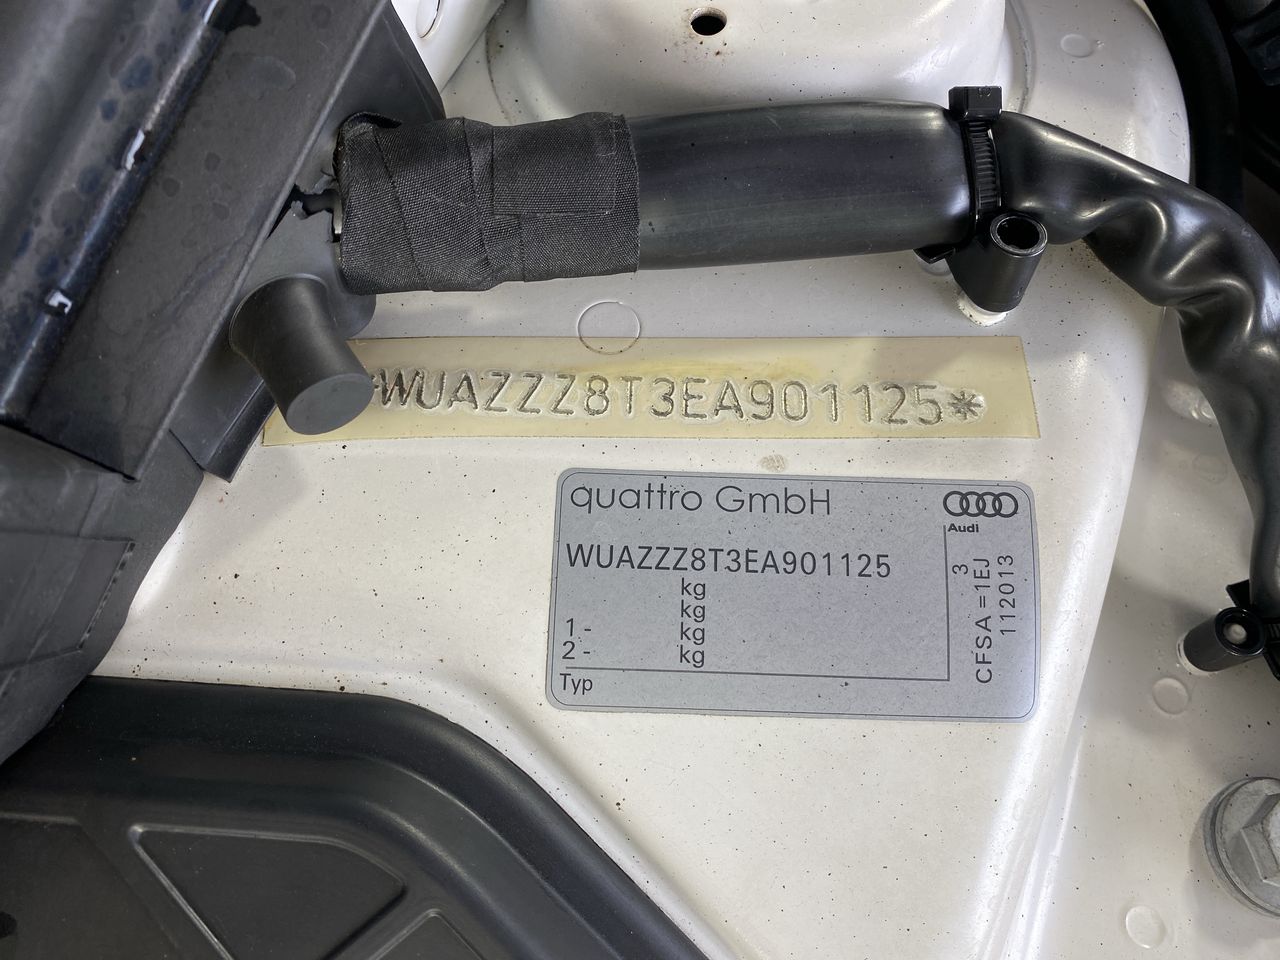 *WUAZZZ8T3EA901125*
quattro GmbH
Audi
WUAZZZ8T3EA901125
kg
kg
1 - kg
2 - kg
Typ
3
CFSA = 1EJ
112013